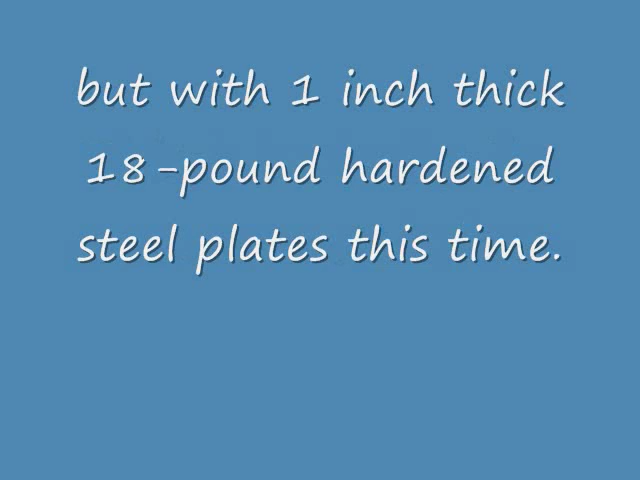 but with 1 inch thick
18-pound hardened
steel plates this time.